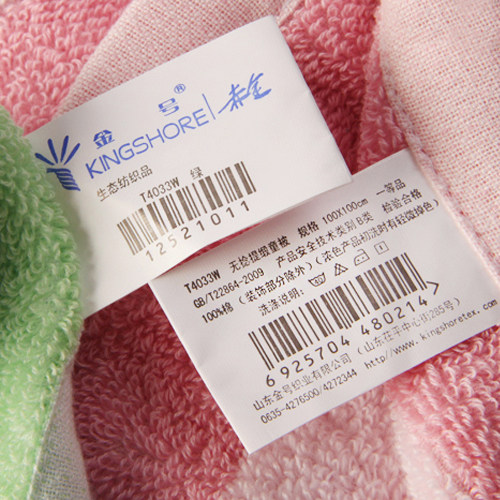 金号®
KINGSHORE
生态纺织品
T4033W 绿
12521011
T4033W 无捻提缎童被 规格 100X100cm 一等品
GB/T22864-2009 产品安全技术类别 B类 检验合格
100%棉 (装饰部分除外) (浓色产品初洗时有轻微掉色)
洗涤说明:
6 925704 480214 >
山东金号织业有限公司 (山东茌平中心街285号)
0635-4276500/4272344 http//www.kingshoretex.com